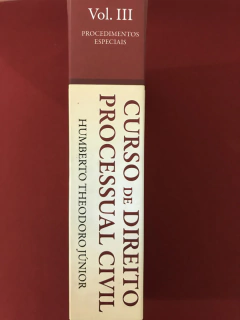 Vol. III
PROCEDIMENTOS
ESPECIAIS
CURSO DE DIREITO
PROCESSUAL CIVIL
HUMBERTO THEODORO JÚNIOR